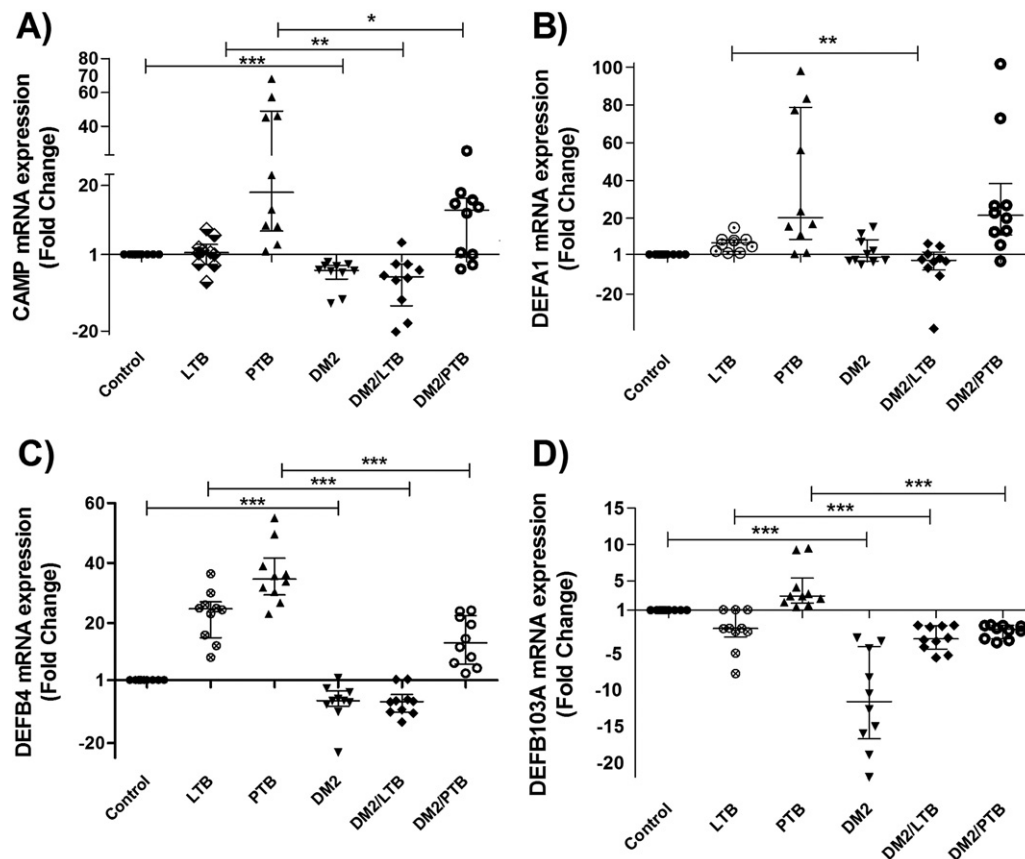 A)
*
**
***
CAMP mRNA expression
(Fold Change)
80
70
60
40
20
1
-20
Control
LTB
PTB
DM2
DM2/LTB
DM2/PTB
B)
**
DEFA1 mRNA expression
(Fold Change)
100
80
60
40
20
1
-20
Control
LTB
PTB
DM2
DM2/LTB
DM2/PTB
C)
***
***
***
DEFB4 mRNA expression
(Fold Change)
60
40
20
1
-20
Control
LTB
PTB
DM2
DM2/LTB
DM2/PTB
D)
***
***
***
DEFB103A mRNA expression
(Fold Change)
15
10
5
1
-5
-10
-15
-20
Control
LTB
PTB
DM2
DM2/LTB
DM2/PTB